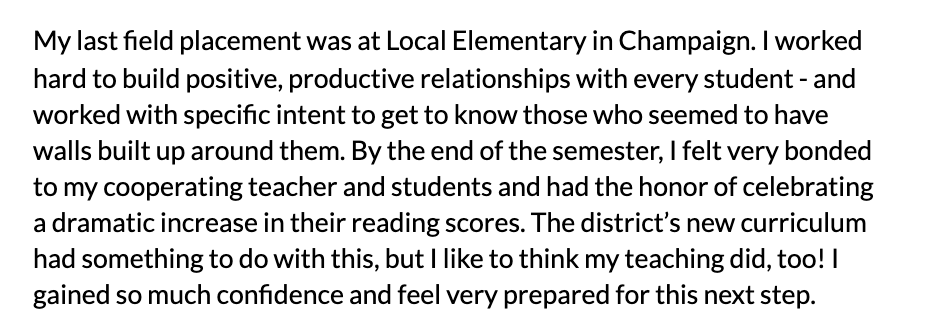 My last field placement was at Local Elementary in Champaign. I worked
hard to build positive, productive relationships with every student - and
worked with specific intent to get to know those who seemed to have
walls built up around them. By the end of the semester, I felt very bonded
to my cooperating teacher and students and had the honor of celebrating
a dramatic increase in their reading scores. The district’s new curriculum
had something to do with this, but I like to think my teaching did, too! I
gained so much confidence and feel very prepared for this next step.